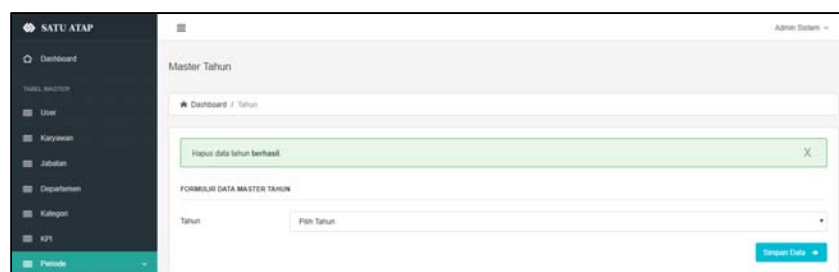 SATU ATAP
Admin Sistem
Dashboard
TABEL MASTER
User
Karyawan
Jabatan
Departemen
Kategori
KPI
Periode
Master Tahun
Dashboard / Tahun
Hapus data tahun berhasil
X
FORMULIR DATA MASTER TAHUN
Tahun
Pilih Tahun
Simpan Data